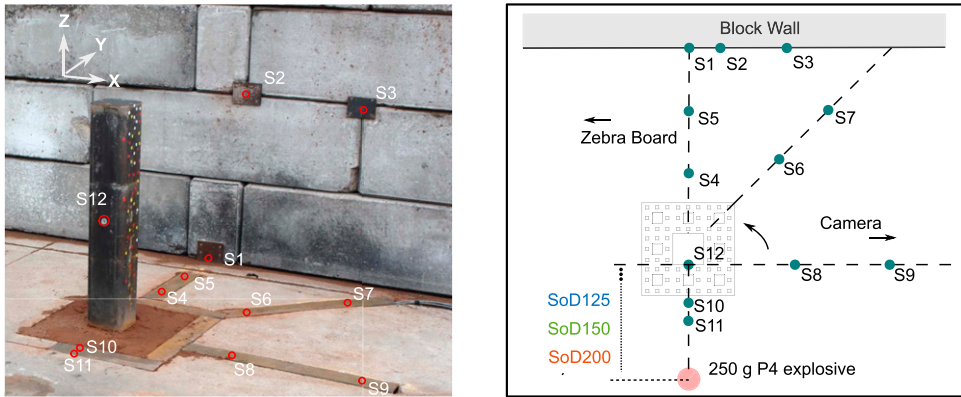 Z
Y
X
S2
S3
S12
S1
S5
S4
S6
S7
S10
S11
S8
S9
Block Wall
S1
S2
S3
S5
S7
Zebra Board
S6
S4
Camera
S12
S8
S9
SoD125
S10
SoD150
S11
SoD200
250 g P4 explosive